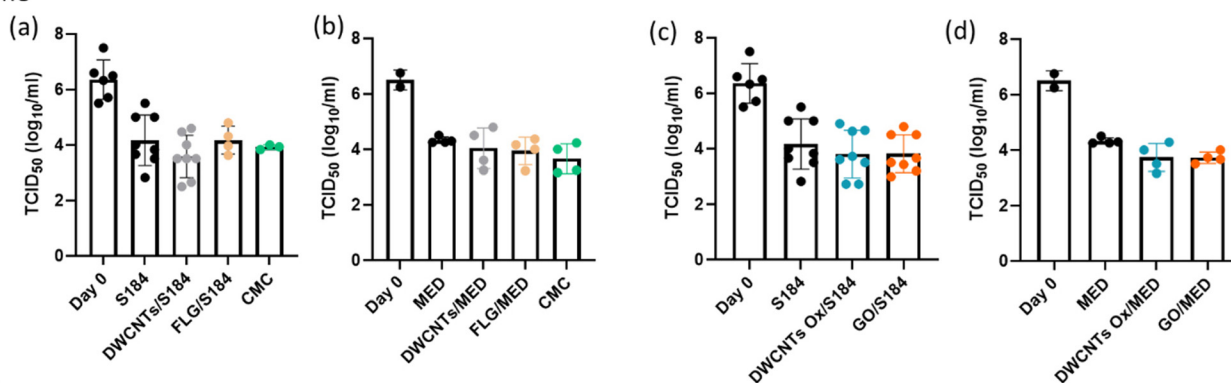 (a)
TCID50 (log10/ml)
8
6
4
2
0
Day 0
S184
DWCNTs/S184
FLG/S184
CMC
(b)
TCID50 (log10/ml)
8
6
4
2
0
Day 0
MED
DWCNTs/MED
FLG/MED
CMC
(c)
TCID50 (log10/ml)
8
6
4
2
0
Day 0
S184
DWCNTs Ox/S184
GO/S184
(d)
TCID50 (log10/ml)
8
6
4
2
0
Day 0
MED
DWCNTs Ox/MED
GO/MED